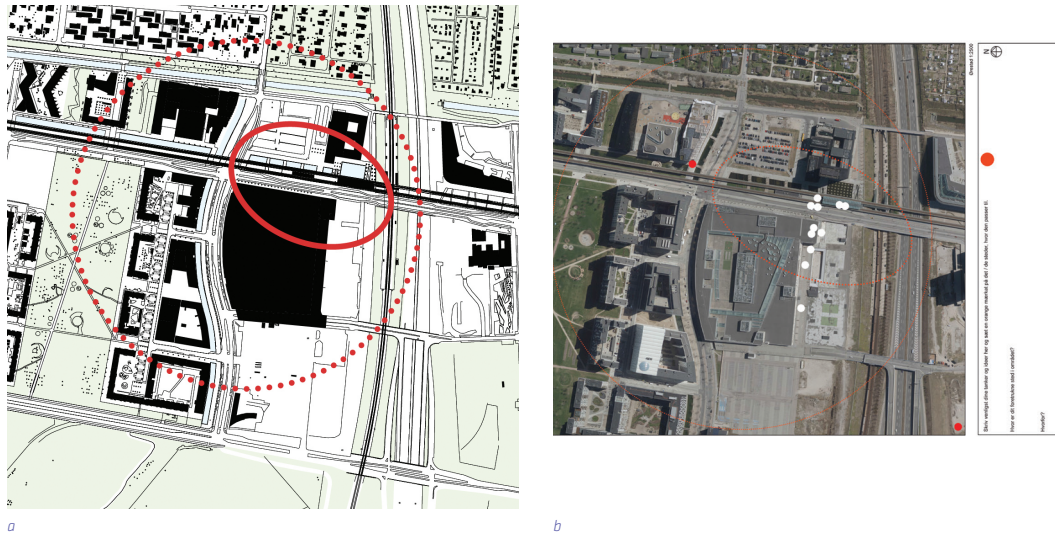 Ørestad 1:2500
N
Skriv venligst dine tanker og ideer her og sæt en orange mærkat på det / de steder, hvor den passer til.
Hvor er dit foretrukne sted i området?
Hvorfor?
a
b